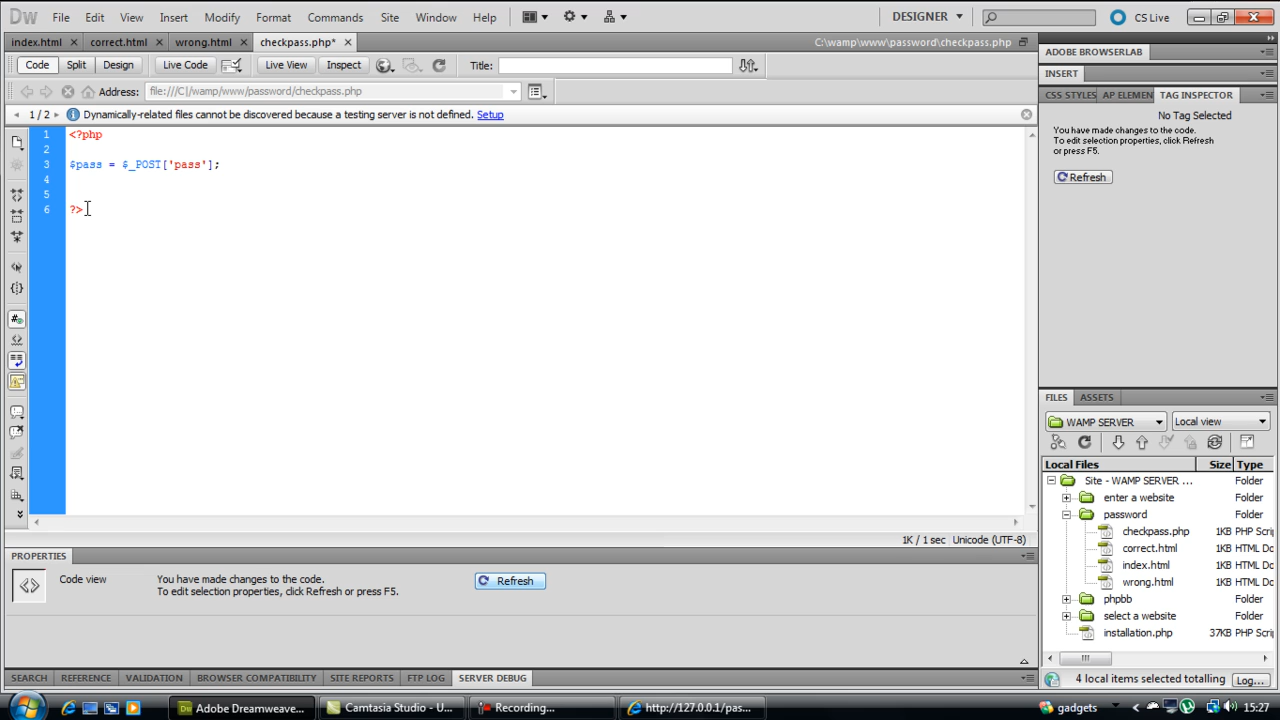 Dw File Edit View Insert Modify Format Commands Site Window Help DESIGNER CS Live
index.html correct.html wrong.html checkpass.php* C:\wamp\www\password\checkpass.php
Code Split Design Live Code Live View Inspect Title:
Address: file:///C|/wamp/www/password/checkpass.php
1 / 2 Dynamically-related files cannot be discovered because a testing server is not defined. Setup
1 <?php
2
3 $pass = $_POST['pass'];
4
5
6 ?>
1K / 1 sec Unicode (UTF-8)
PROPERTIES
Code view You have made changes to the code.
To edit selection properties, click Refresh or press F5.
Refresh
SEARCH REFERENCE VALIDATION BROWSER COMPATIBILITY SITE REPORTS FTP LOG SERVER DEBUG
ADOBE BROWSERLAB
INSERT
CSS STYLES AP ELEMEN TAG INSPECTOR
No Tag Selected
You have made changes to the code.
To edit selection properties, click Refresh
or press F5.
Refresh
FILES ASSETS
WAMP SERVER Local view
Local Files Size Type
Site - WAMP SERVER ... Folder
enter a website Folder
password Folder
checkpass.php 1KB PHP Scri
correct.html 1KB HTML Do
index.html 1KB HTML Do
wrong.html 1KB HTML Do
phpbb Folder
select a website Folder
installation.php 37KB PHP Scri
4 local items selected totalling Log...
Adobe Dreamweave... Camtasia Studio - U... Recording... http://127.0.0.1/pas... gadgets 15:27